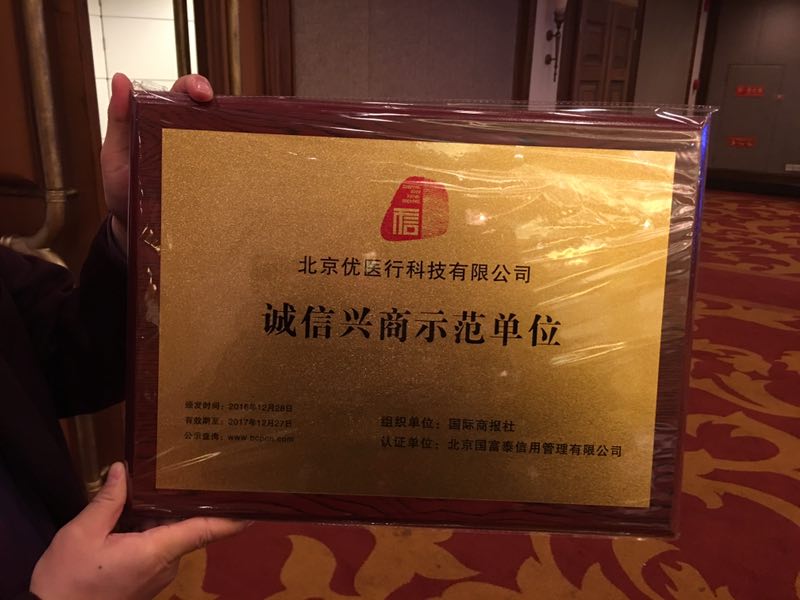 信
北京优医行科技有限公司
诚信兴商示范单位
颁发时间：2016年12月28日
有效期至：2017年12月27日
公示查询：www.bcpcn.com
组织单位：国际商报社
认证单位：北京国富泰信用管理有限公司